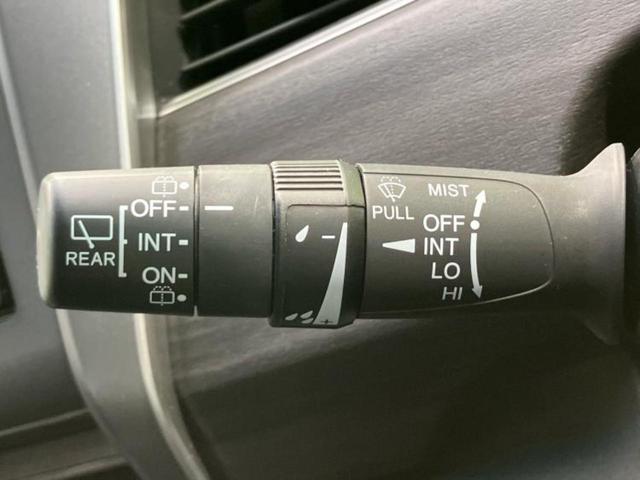 OFF
INT
ON
REAR
PULL
MIST
OFF
INT
LO
HI